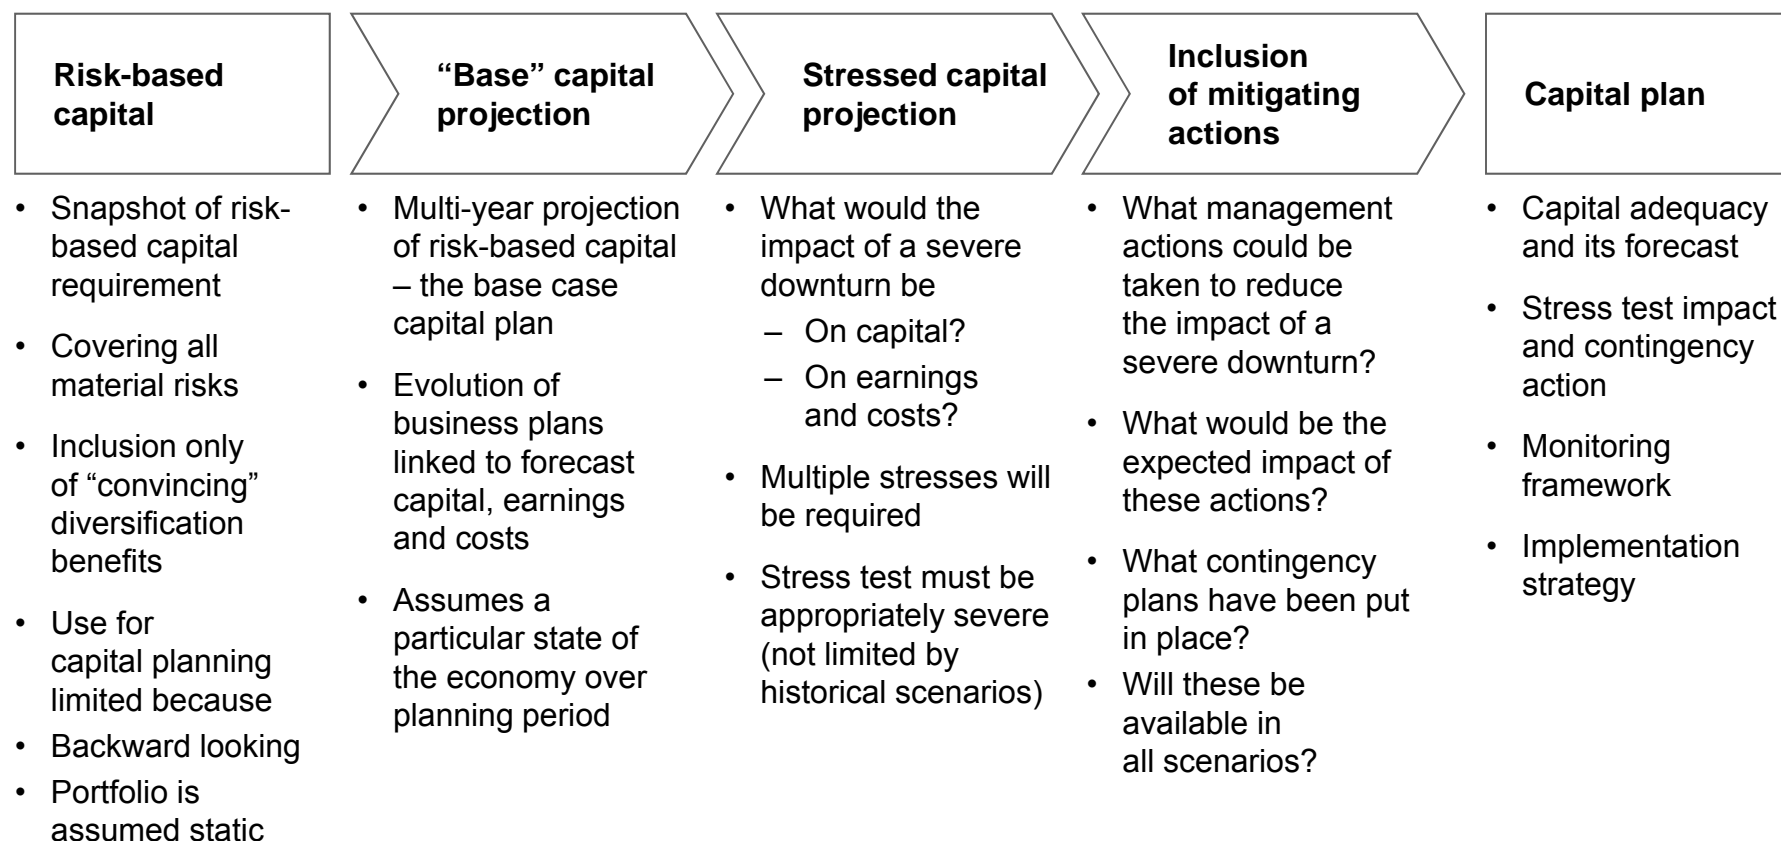 Risk-based
capital
“Base” capital
projection
Stressed capital
projection
Inclusion
of mitigating
actions
Capital plan
• Snapshot of risk-
based capital
requirement
• Covering all
material risks
• Inclusion only
of “convincing”
diversification
benefits
• Use for
capital planning
limited because
• Backward looking
• Portfolio is
assumed static
• Multi-year projection
of risk-based capital
– the base case
capital plan
• Evolution of
business plans
linked to forecast
capital, earnings
and costs
• Assumes a
particular state of
the economy over
planning period
• What would the
impact of a severe
downturn be
– On capital?
– On earnings
and costs?
• Multiple stresses will
be required
• Stress test must be
appropriately severe
(not limited by
historical scenarios)
• What management
actions could be
taken to reduce
the impact of a
severe downturn?
• What would be the
expected impact of
these actions?
• What contingency
plans have been put
in place?
• Will these be
available in
all scenarios?
• Capital adequacy
and its forecast
• Stress test impact
and contingency
action
• Monitoring
framework
• Implementation
strategy